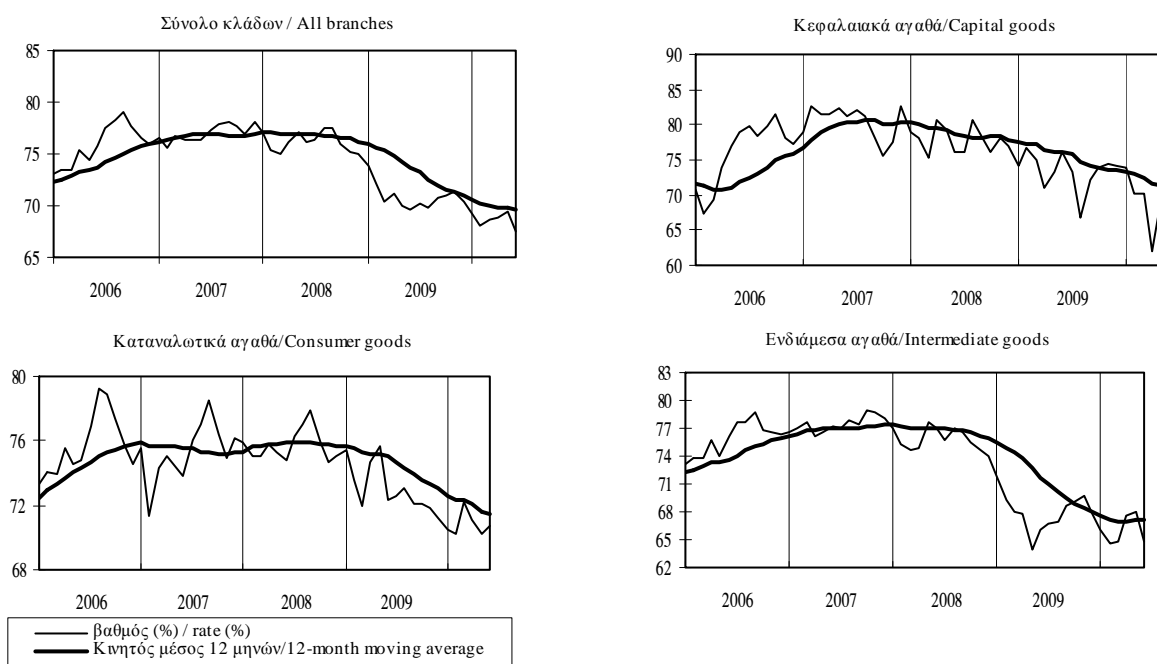 Σύνολο κλάδων / All branches
85
80
75
70
65
2006 2007 2008 2009
Κεφαλαιακά αγαθά/Capital goods
90
85
80
75
70
65
60
2006 2007 2008 2009
Καταναλωτικά αγαθά/Consumer goods
80
76
72
68
2006 2007 2008 2009
Ενδιάμεσα αγαθά/Intermediate goods
83
80
77
74
71
68
65
62
2006 2007 2008 2009
βαθμός (%) / rate (%)
Κινητός μέσος 12 μηνών/12-month moving average